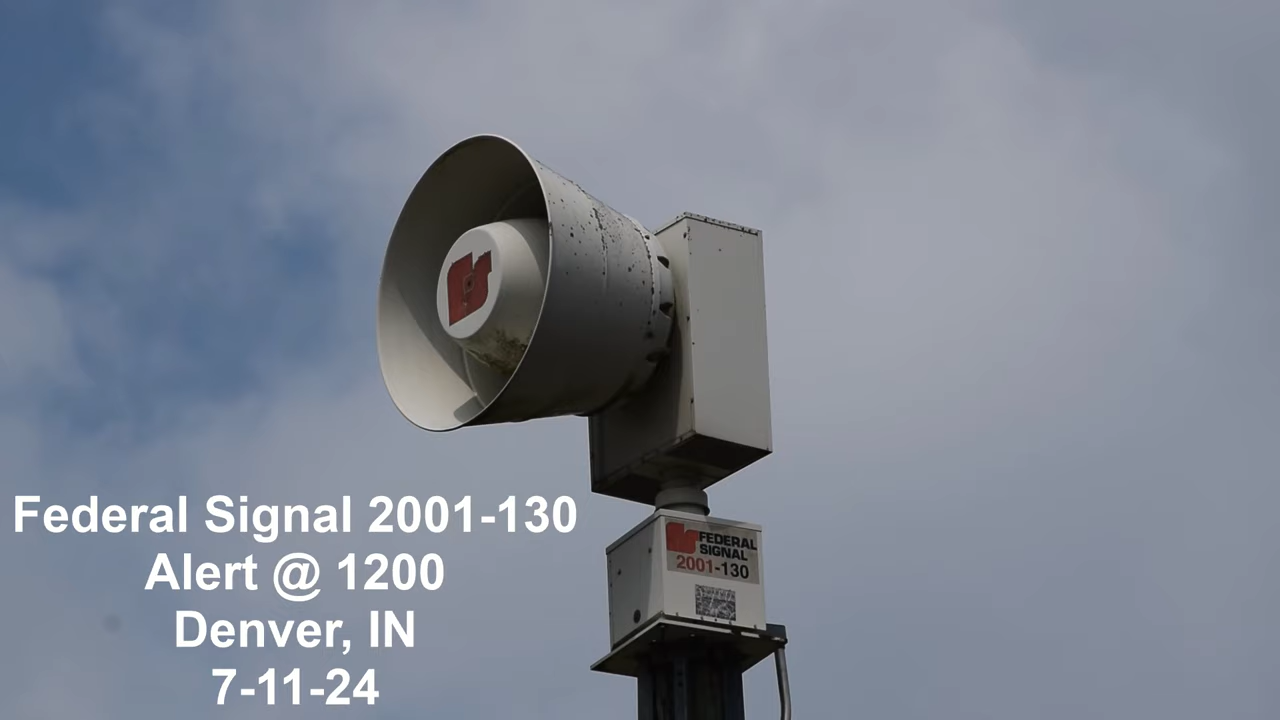 FEDERAL
SIGNAL
2001-130
Federal Signal 2001-130
Alert @ 1200
Denver, IN
7-11-24